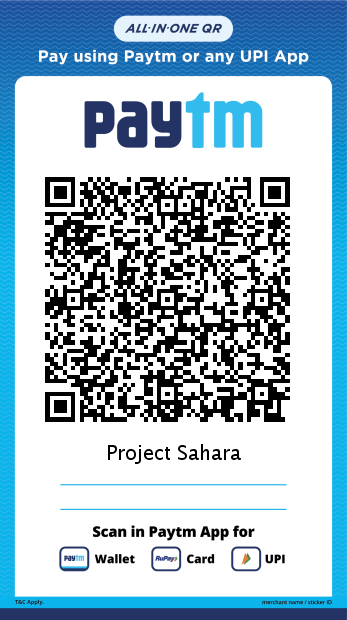 ALL·IN·ONE QR
Pay using Paytm or any UPI App
paytm
Project Sahara
Scan in Paytm App for
paytm Wallet RuPay Card UPI
T&C Apply. merchant name / sticker ID